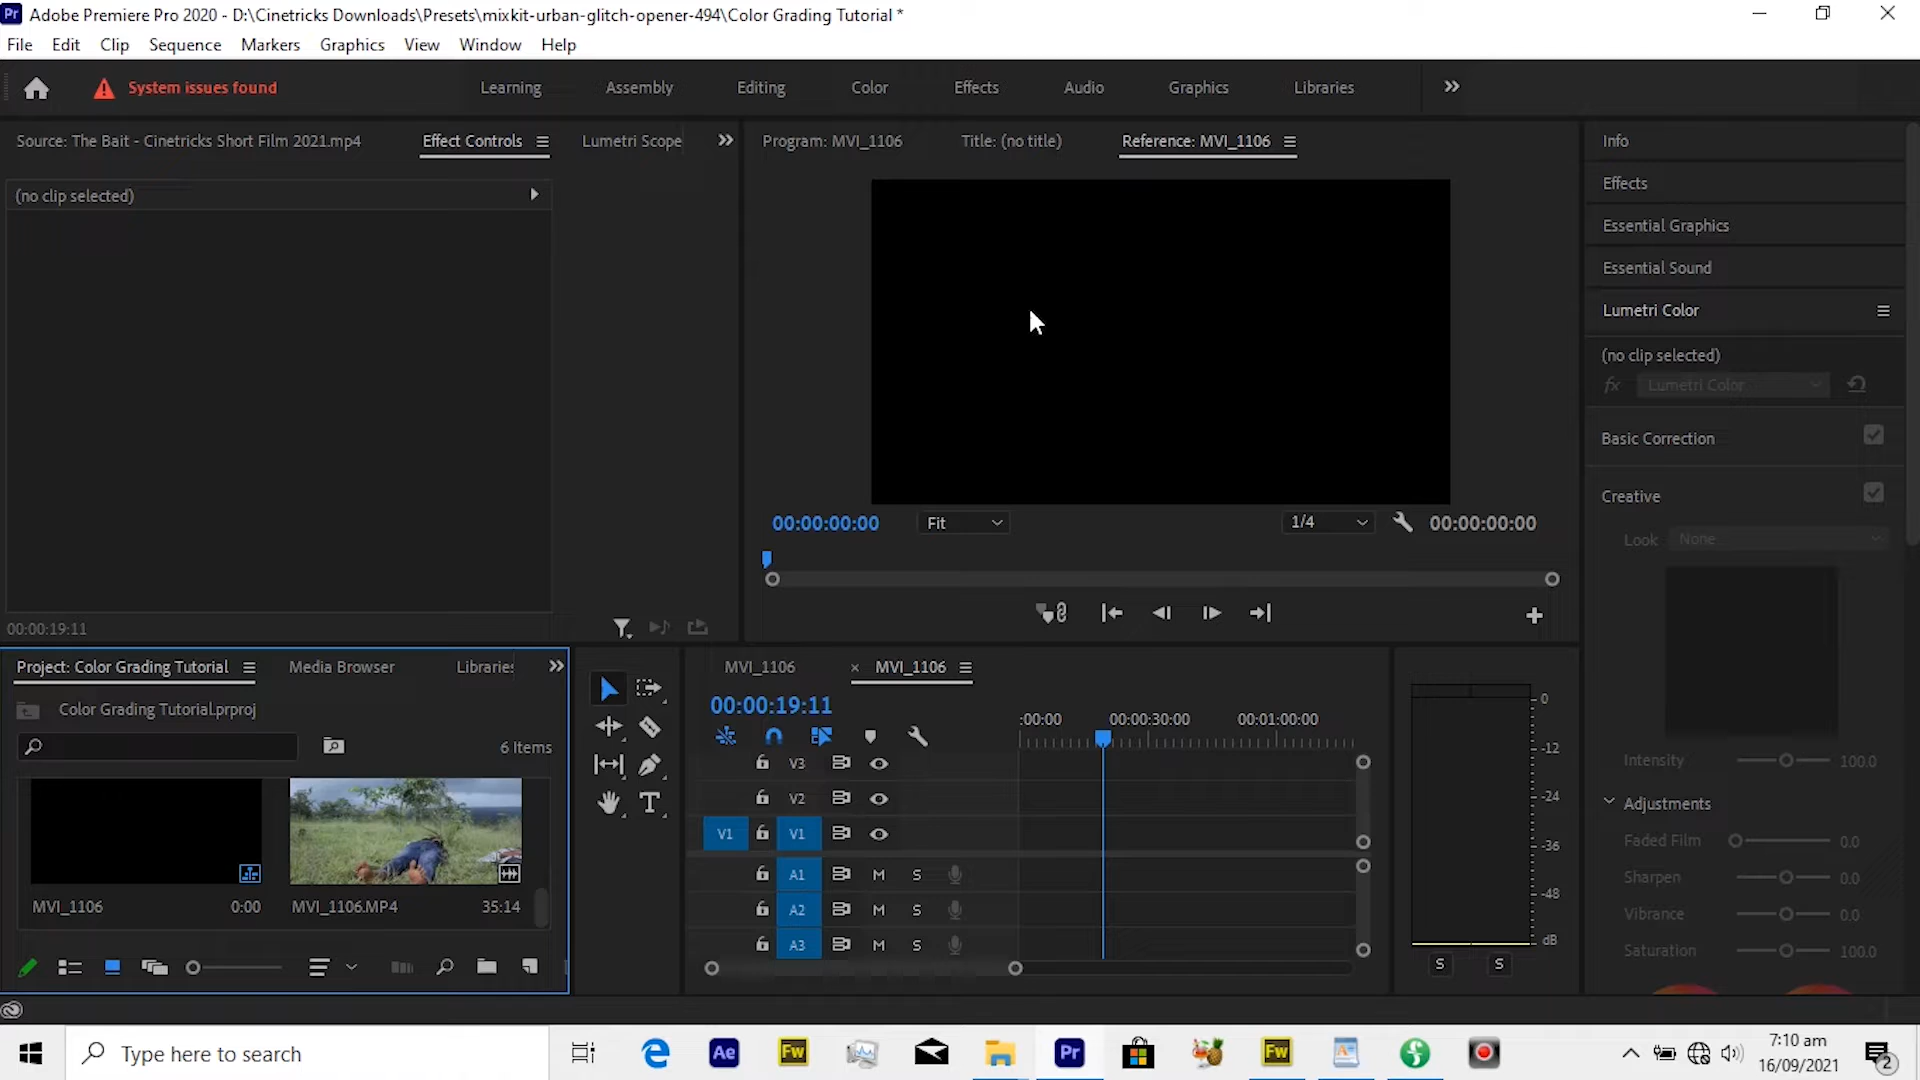 Pr Adobe Premiere Pro 2020 - D:\Cinetricks Downloads\Presets\mixkit-urban-glitch-opener-494\Color Grading Tutorial *
File Edit Clip Sequence Markers Graphics View Window Help
System issues found Learning Assembly Editing Color Effects Audio Graphics Libraries
Source: The Bait - Cinetricks Short Film 2021.mp4 Effect Controls Lumetri Scope Program: MVI_1106 Title: (no title) Reference: MVI_1106 Info
(no clip selected) Effects
Essential Graphics
Essential Sound
Lumetri Color
(no clip selected)
fx Lumetri Color
Basic Correction
Creative
00:00:00:00 Fit 1/4 00:00:00:00
Look None
00:00:19:11
Project: Color Grading Tutorial Media Browser Libraries MVI_1106 × MVI_1106
Color Grading Tutorial.prproj 00:00:19:11 :00:00 00:00:30:00 00:01:00:00
6 Items
0
-12
-24
-36
-48
dB
V3
V2
V1 V1
A1 M S
A2 M S
A3 M S
S S
MVI_1106 0:00 MVI_1106.MP4 35:14
T
Intensity 100.0
Adjustments
Faded Film 0.0
Sharpen 0.0
Vibrance 0.0
Saturation 100.0
Type here to search Ae Fw Pr Fw 7:10 am
16/09/2021 2